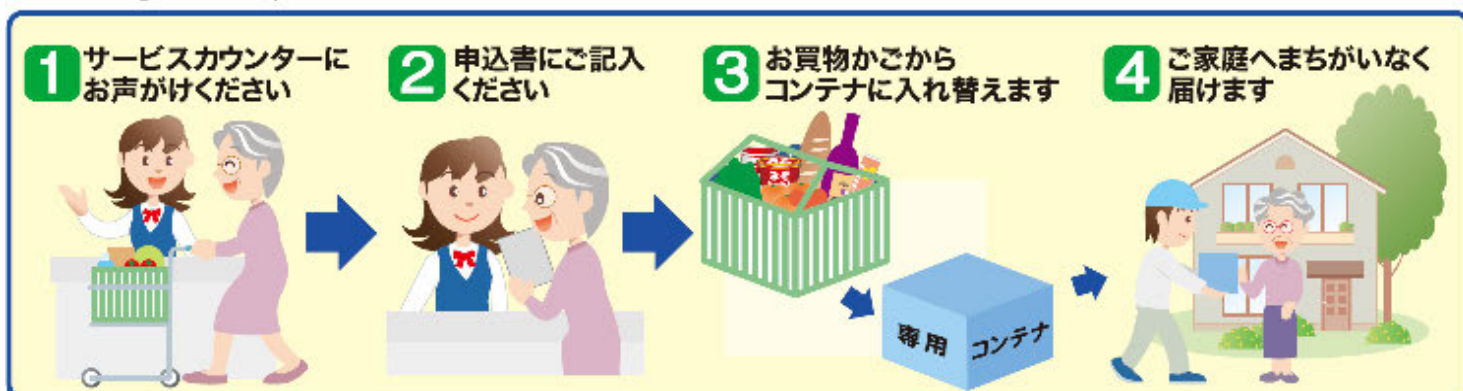 1 サービスカウンターに
お声がけください
2 申込書にご記入
ください
3 お買物かごから
コンテナに入れ替えます
4 ご家庭へまちがいなく
届けます
みそ
専用 コンテナ